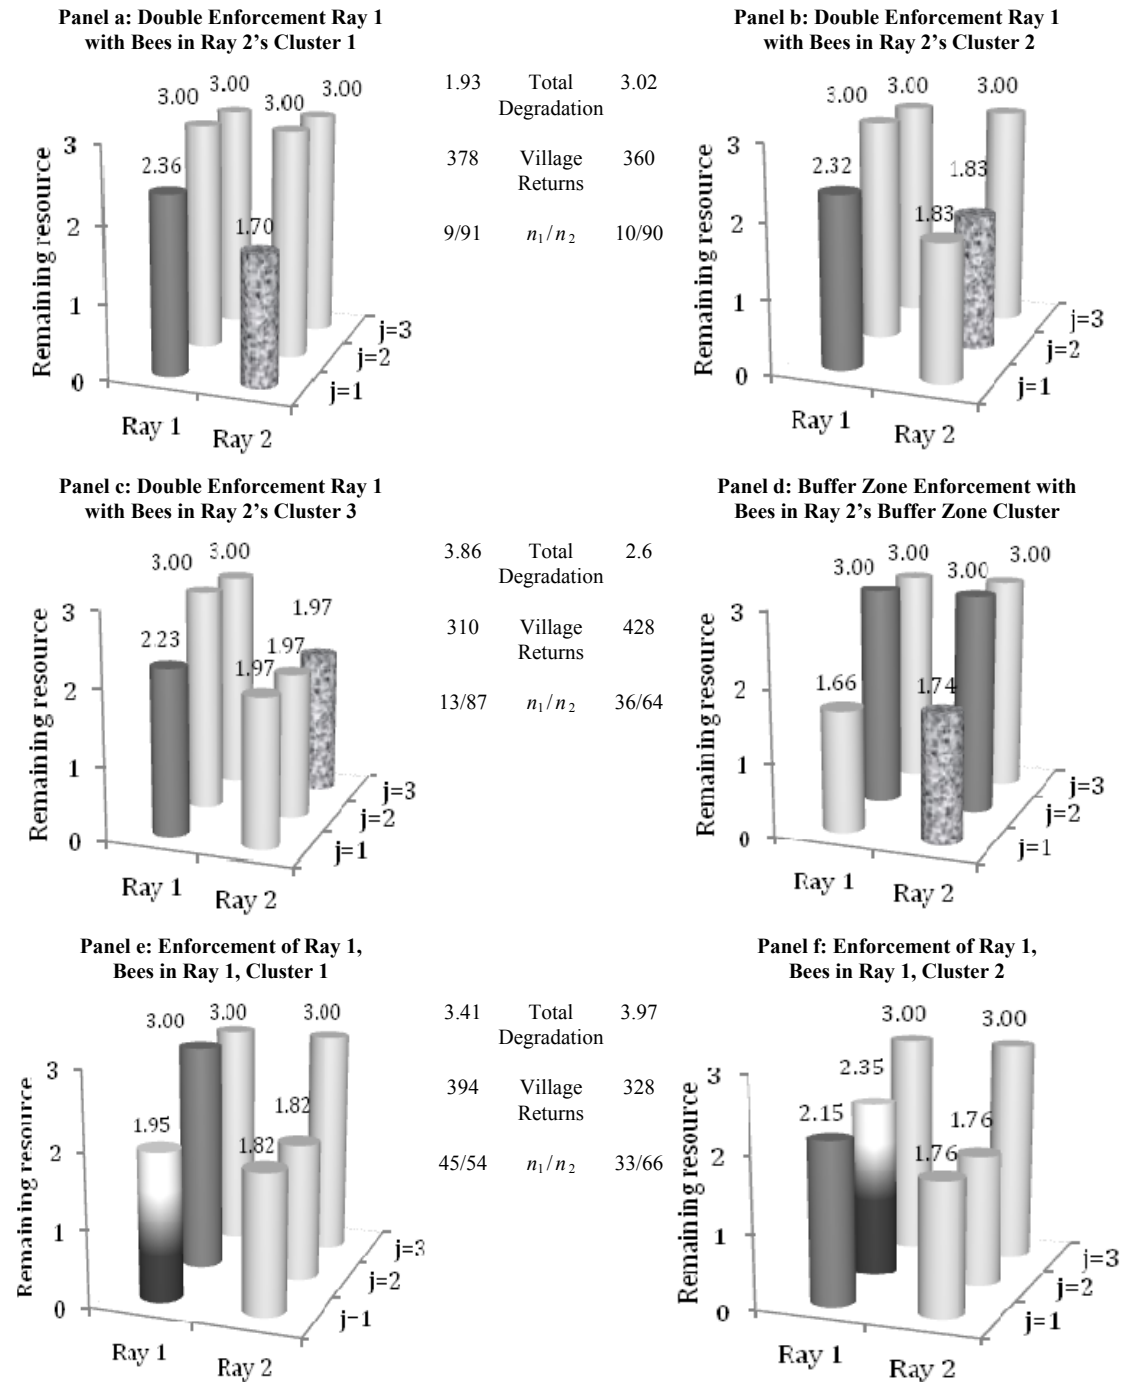 Panel a: Double Enforcement Ray 1
with Bees in Ray 2's Cluster 1
3.00
3.00
3.00
3.00
2.36
1.70
3
2
1
0
Remaining resource
j=3
j=2
j=1
Ray 1
Ray 2
1.93 Total 3.02
Degradation
378 Village 360
Returns
9/91 n1/n2 10/90
Panel b: Double Enforcement Ray 1
with Bees in Ray 2's Cluster 2
3.00
3.00
3.00
2.32
1.83
1.83
3
2
1
0
Remaining resource
j=3
j=2
j=1
Ray 1
Ray 2
Panel c: Double Enforcement Ray 1
with Bees in Ray 2's Cluster 3
3.00
3.00
1.97
2.23
1.97
1.97
3
2
1
0
Remaining resource
j=3
j=2
j=1
Ray 1
Ray 2
3.86 Total 2.6
Degradation
310 Village 428
Returns
13/87 n1/n2 36/64
Panel d: Buffer Zone Enforcement with
Bees in Ray 2's Buffer Zone Cluster
3.00
3.00
3.00
3.00
1.66
1.74
3
2
1
0
Remaining resource
j=3
j=2
j=1
Ray 1
Ray 2
Panel e: Enforcement of Ray 1,
Bees in Ray 1, Cluster 1
3.00
3.00
3.00
1.95
1.82
1.82
3
2
1
0
Remaining resource
j=3
j=2
j=1
Ray 1
Ray 2
3.41 Total 3.97
Degradation
394 Village 328
Returns
45/54 n1/n2 33/66
Panel f: Enforcement of Ray 1,
Bees in Ray 1, Cluster 2
3.00
3.00
2.35
2.15
1.76
1.76
3
2
1
0
Remaining resource
j=3
j=2
j=1
Ray 1
Ray 2